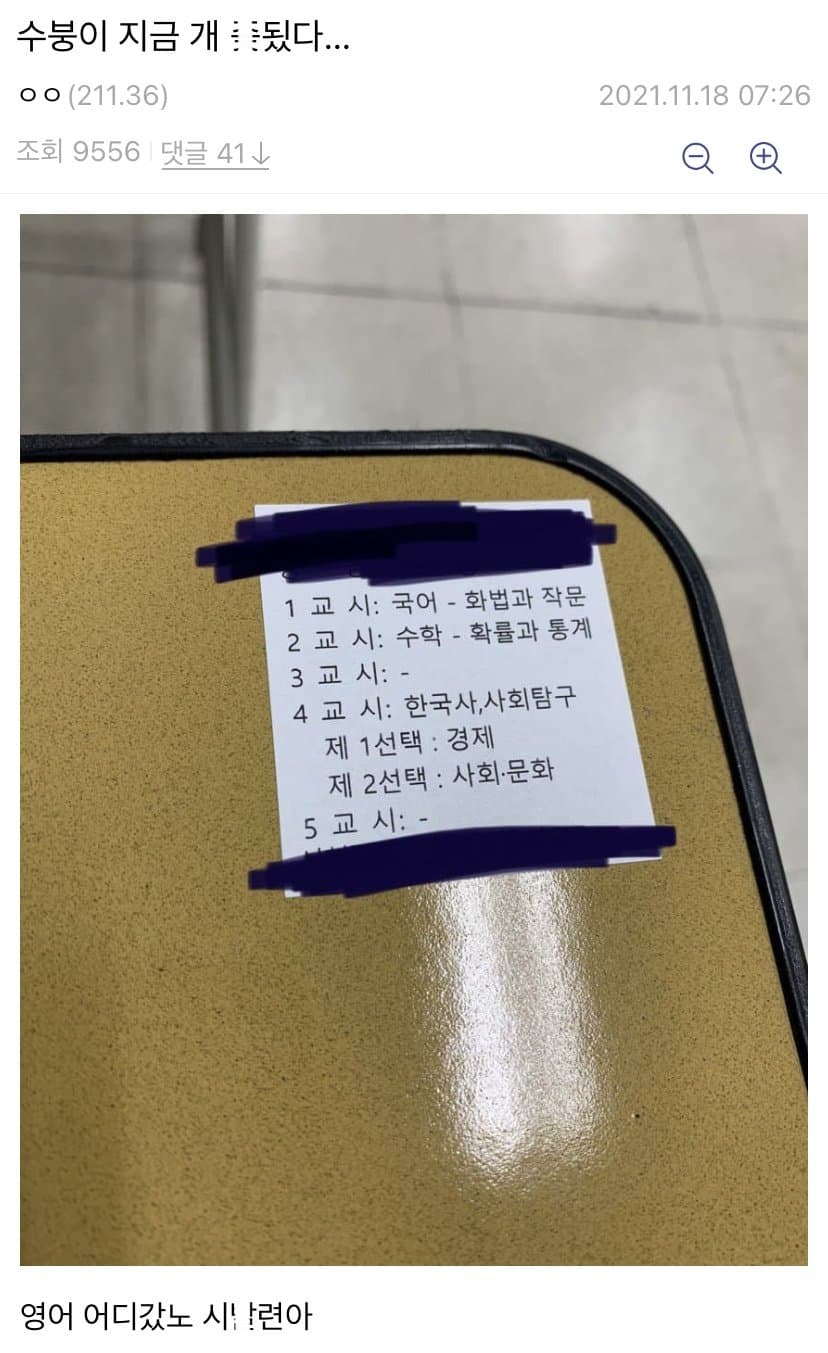 수붕이 지금 개 됬다...
ㅇㅇ(211.36)
2021.11.18 07:26
조회 9556 댓글 41↓
1 교 시: 국어 - 화법과 작문
2 교 시: 수학 - 확률과 통계
3 교 시: -
4 교 시: 한국사,사회탐구
제 1선택 : 경제
제 2선택 : 사회·문화
5 교 시: -
영어 어디갔노